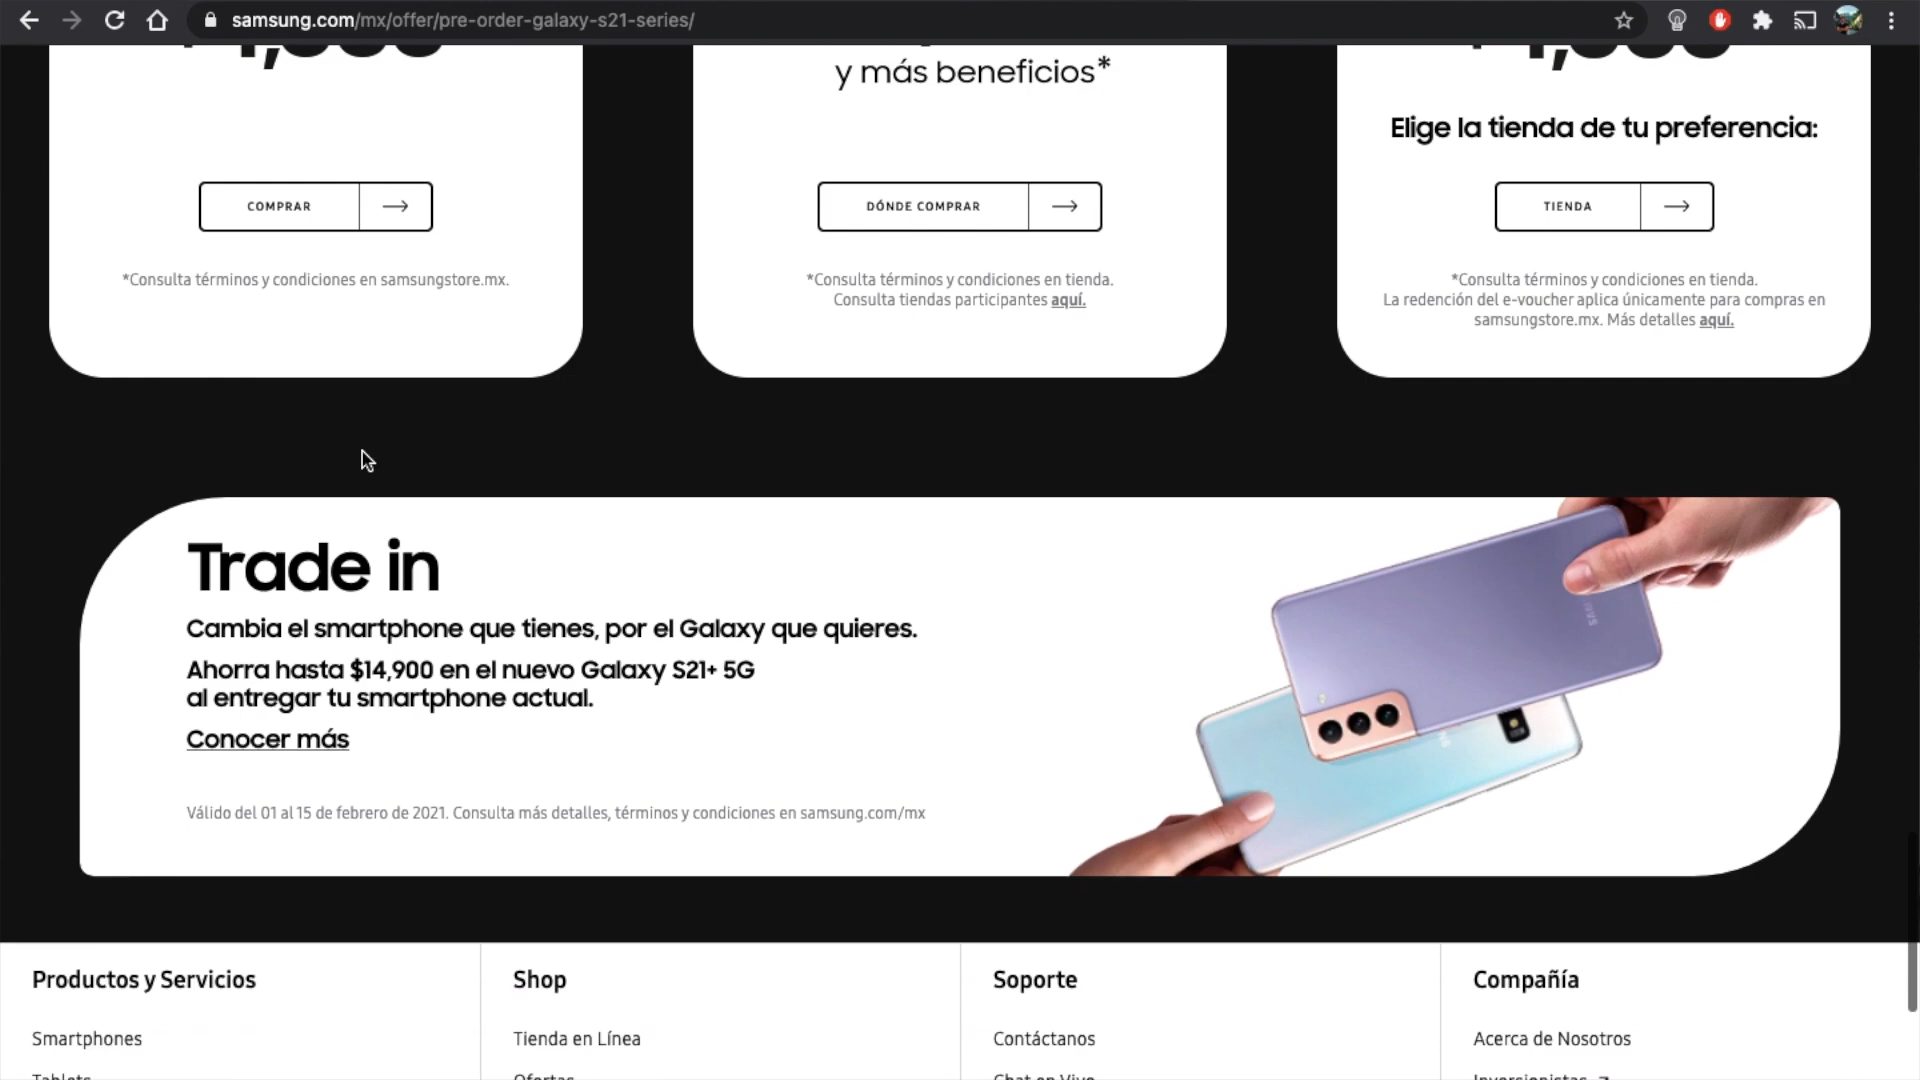 samsung.com/mx/offer/pre-order-galaxy-s21-series/
y más beneficios*
Elige la tienda de tu preferencia:
COMPRAR
DÓNDE COMPRAR
TIENDA
*Consulta términos y condiciones en samsungstore.mx.
*Consulta términos y condiciones en tienda.
Consulta tiendas participantes aquí.
*Consulta términos y condiciones en tienda.
La redención del e-voucher aplica únicamente para compras en
samsungstore.mx. Más detalles aquí.
Trade in
Cambia el smartphone que tienes, por el Galaxy que quieres.
Ahorra hasta $14,900 en el nuevo Galaxy S21+ 5G
al entregar tu smartphone actual.
Conocer más
Válido del 01 al 15 de febrero de 2021. Consulta más detalles, términos y condiciones en samsung.com/mx
Productos y Servicios
Shop
Soporte
Compañía
Smartphones
Tienda en Línea
Contáctanos
Acerca de Nosotros
Tablets
Ofertas
Chat en Vivo
Inversionistas